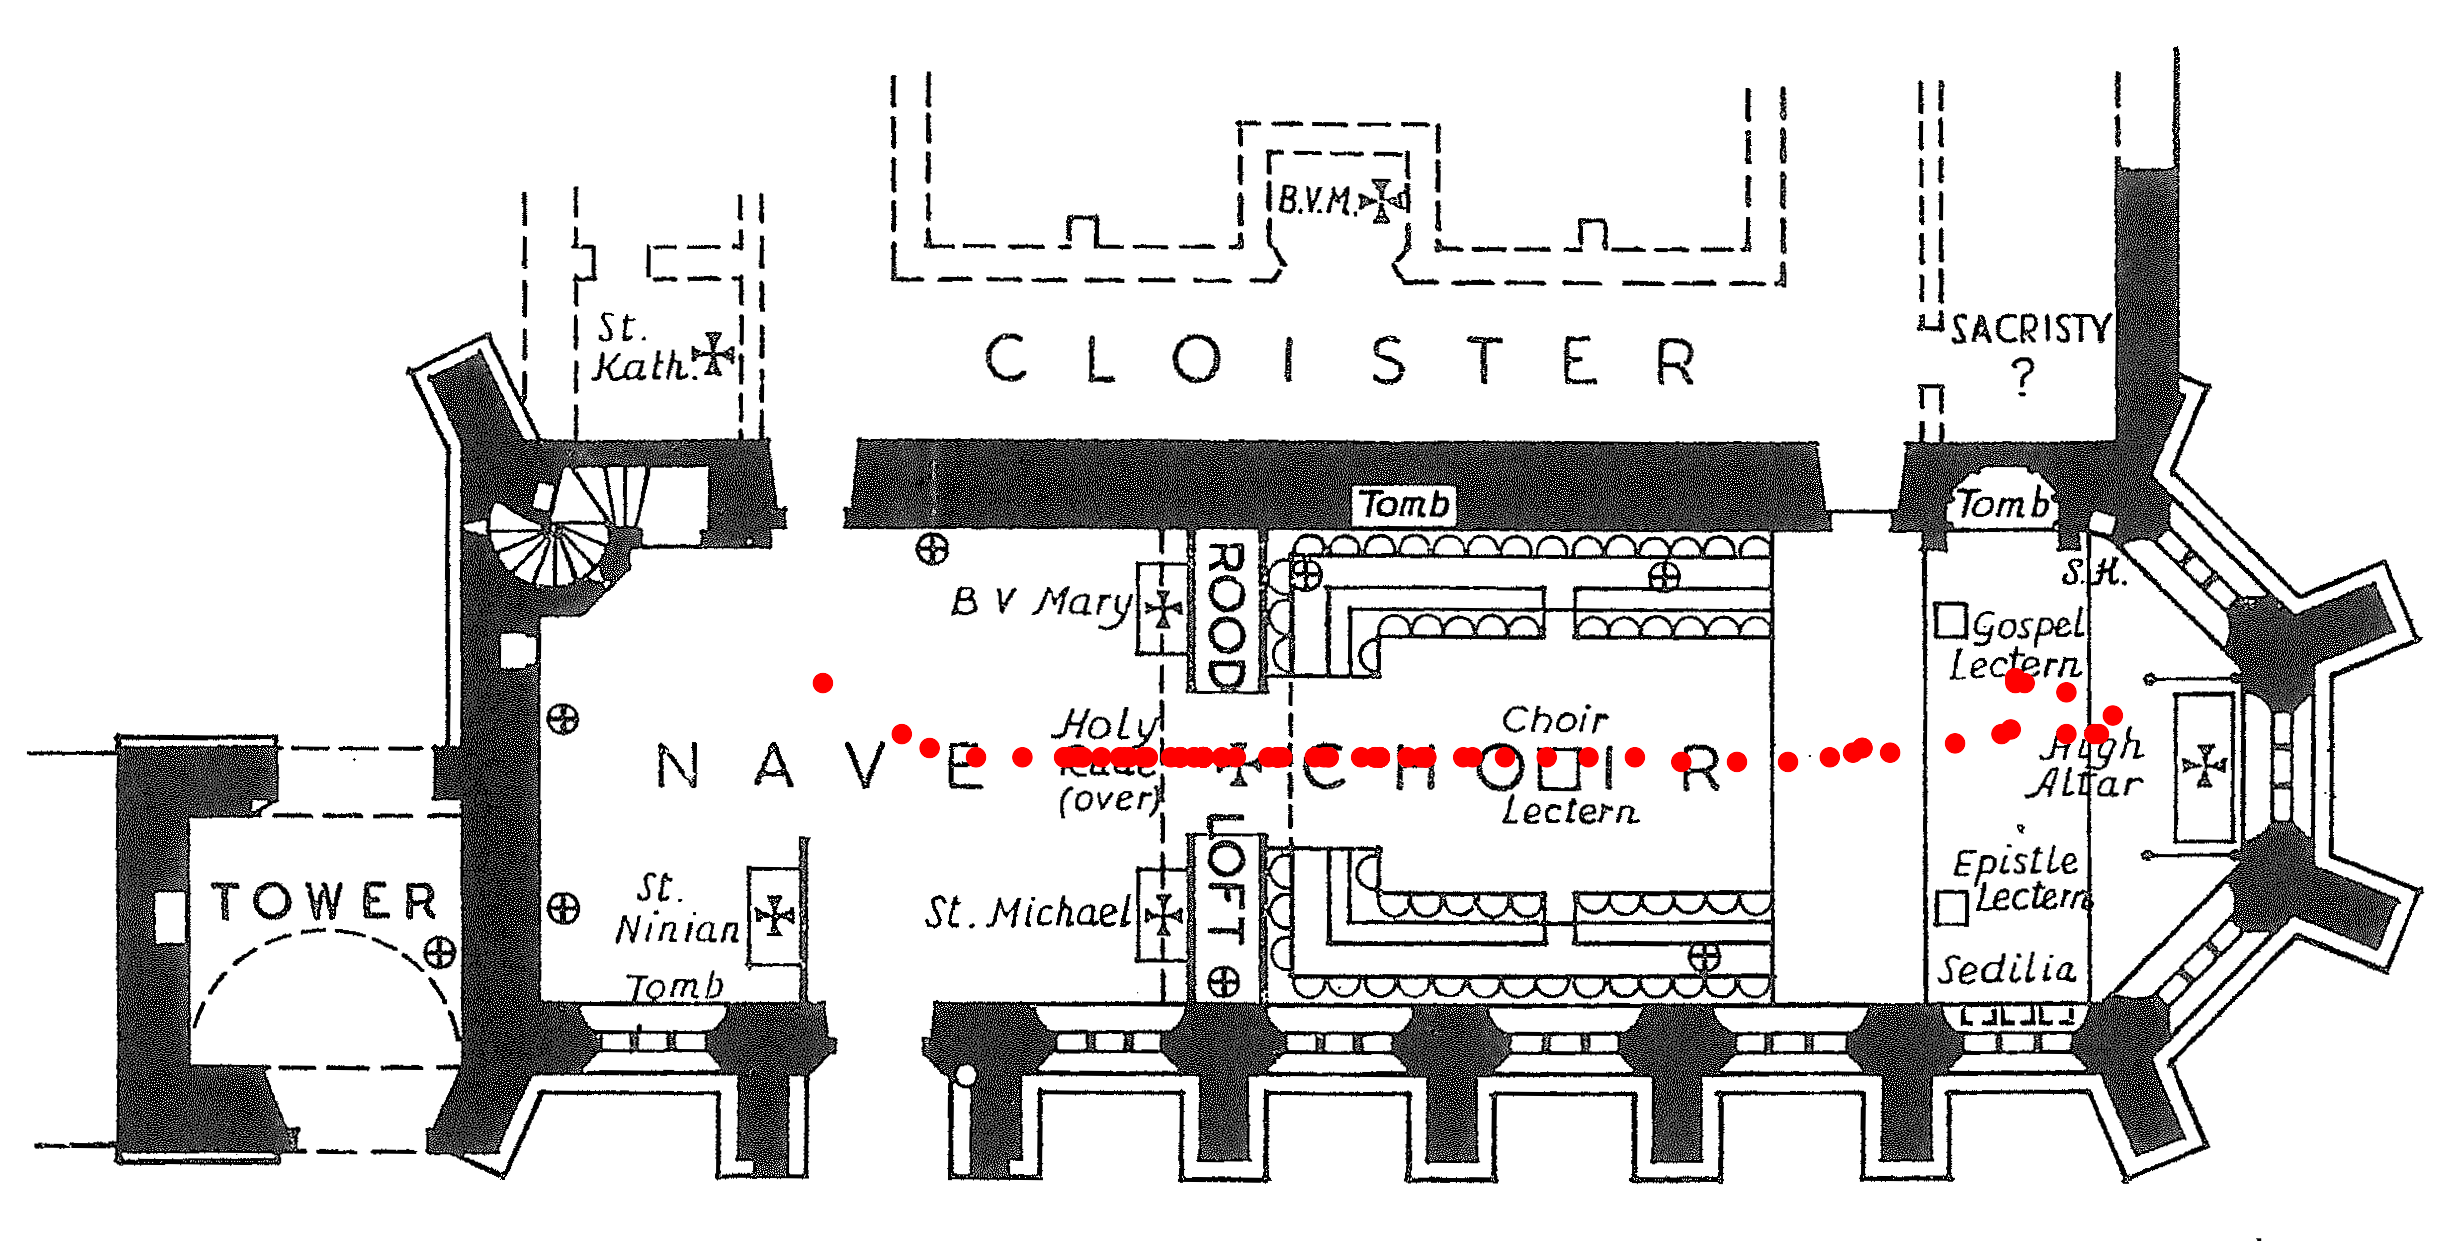 B.V.M.
St.
Kath.
CLOISTER
SACRISTY
?
Tomb
Tomb
S.H.
ROOD
B V Mary
Gospel
Lectern
Holy
Rude
(over)
Choir
NAVE
CHOIR
Lectern
High
Altar
LOFT
TOWER
St.
Ninian
St. Michael
Epistle
Lectern
Sedilia
Tomb